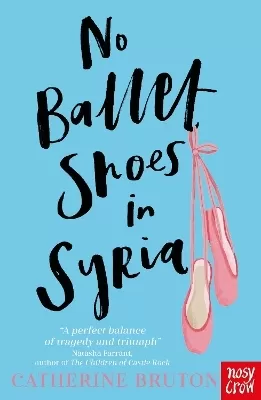 No
Ballet
Shoes
in
Syria
"A perfect balance
of tragedy and triumph"
Natasha Farrant,
author of The Children of Castle Rock
CATHERINE BRUTON
nosy
crow